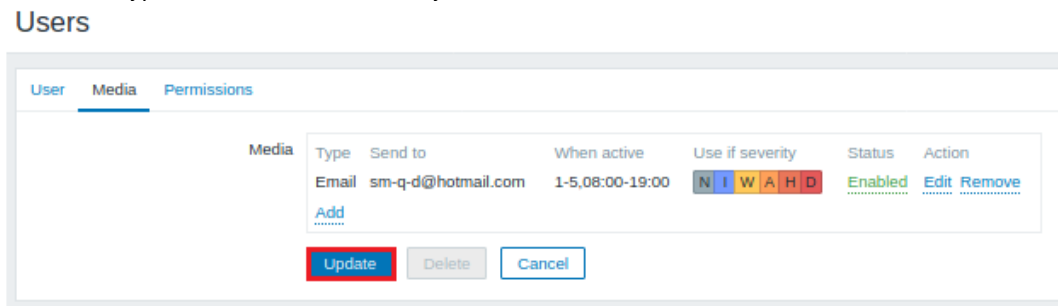 Users
User Media Permissions
Media Type Send to When active Use if severity Status Action
Email sm-q-d@hotmail.com 1-5,08:00-19:00 N I W A H D Enabled Edit Remove
Add
Update Delete Cancel